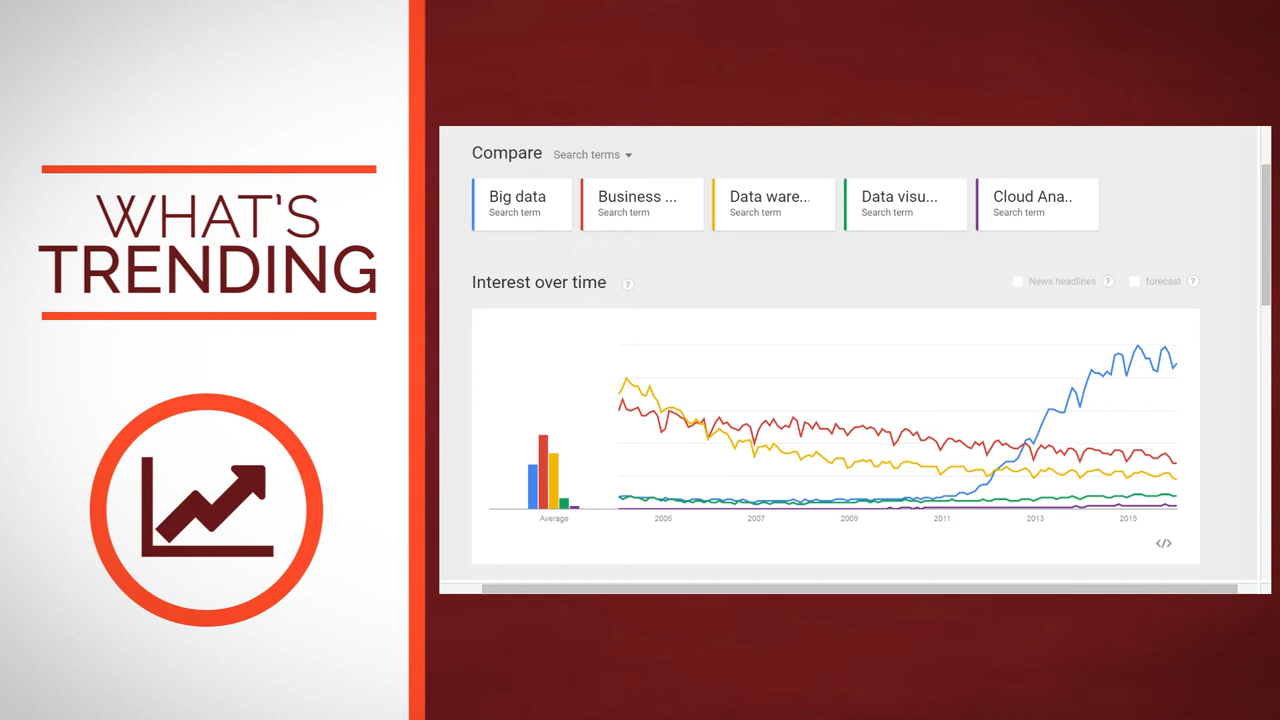 WHAT'S
TRENDING
Compare Search terms
Big data
Search term
Business ...
Search term
Data ware...
Search term
Data visu...
Search term
Cloud Ana..
Search term
Interest over time ?
News headlines ? forecast ?
Average 2005 2007 2009 2011 2013 2015
</>